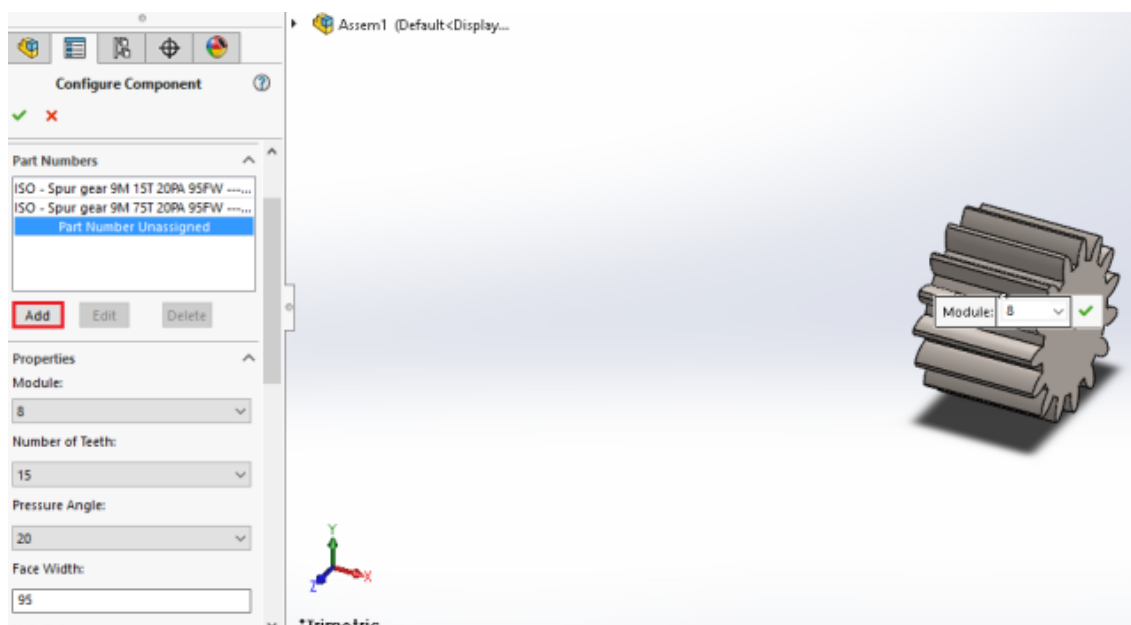 Assem1 (Default<Display...
Configure Component
Part Numbers
ISO - Spur gear 9M 15T 20PA 95FW ---...
ISO - Spur gear 9M 75T 20PA 95FW ---...
Part Number Unassigned
Add Edit Delete
Properties
Module:
8
Number of Teeth:
15
Pressure Angle:
20
Face Width:
95
Module: 8
Y
X
Z
*Trimetric